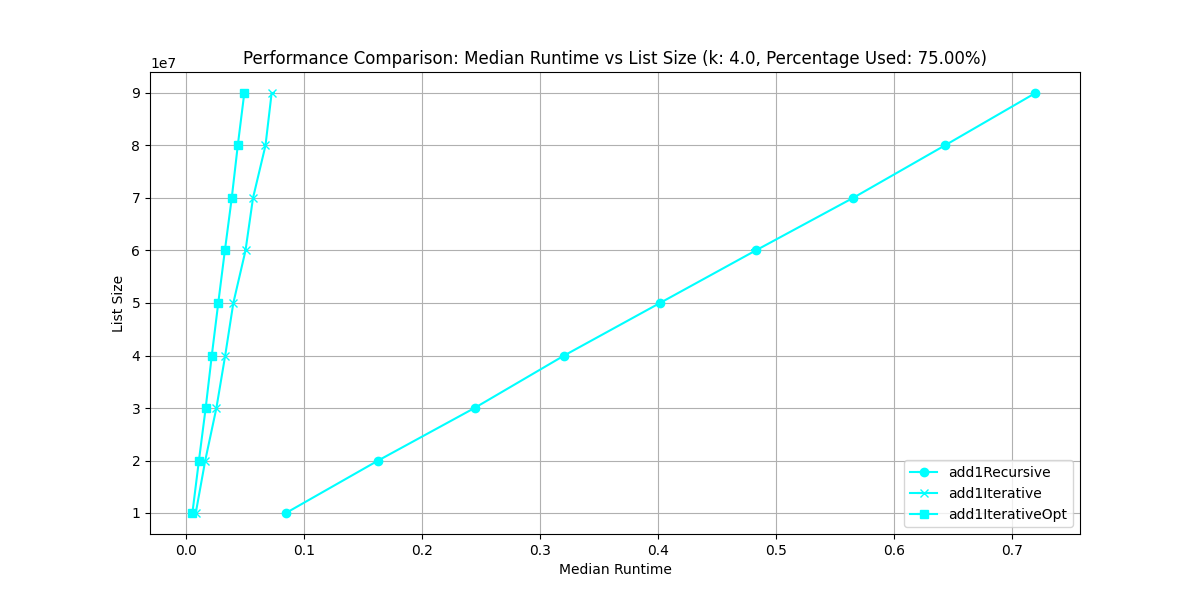 Performance Comparison: Median Runtime vs List Size (k: 4.0, Percentage Used: 75.00%)
1e7
9
8
7
6
5
4
3
2
1
List Size
add1Recursive
add1Iterative
add1IterativeOpt
0.0 0.1 0.2 0.3 0.4 0.5 0.6 0.7
Median Runtime